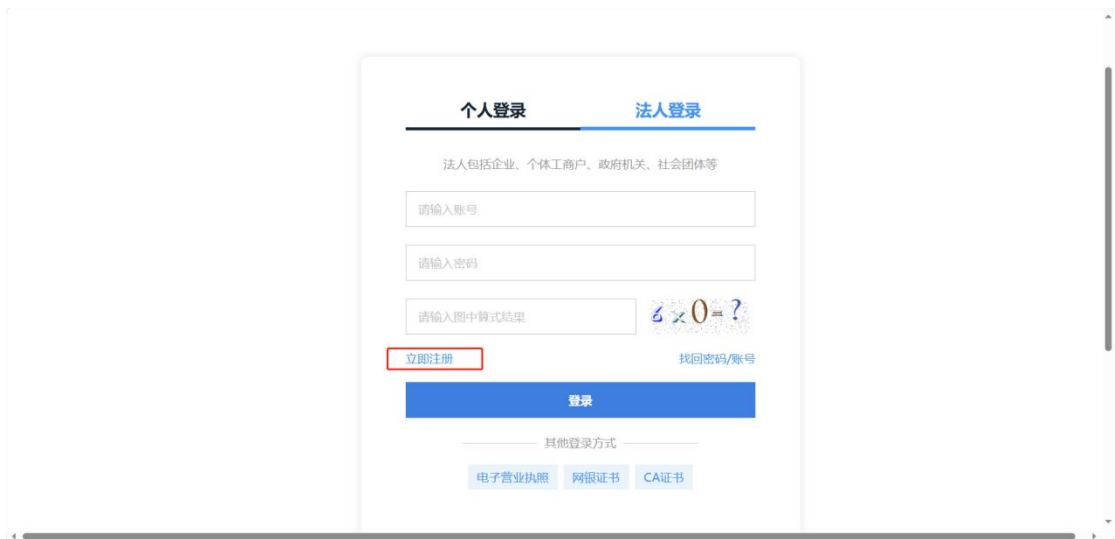 个人登录 法人登录
法人包括企业、个体工商户、政府机关、社会团体等
请输入账号
请输入密码
请输入图中算式结果 6×0=?
立即注册 找回密码/账号
登录
其他登录方式
电子营业执照 网银证书 CA证书